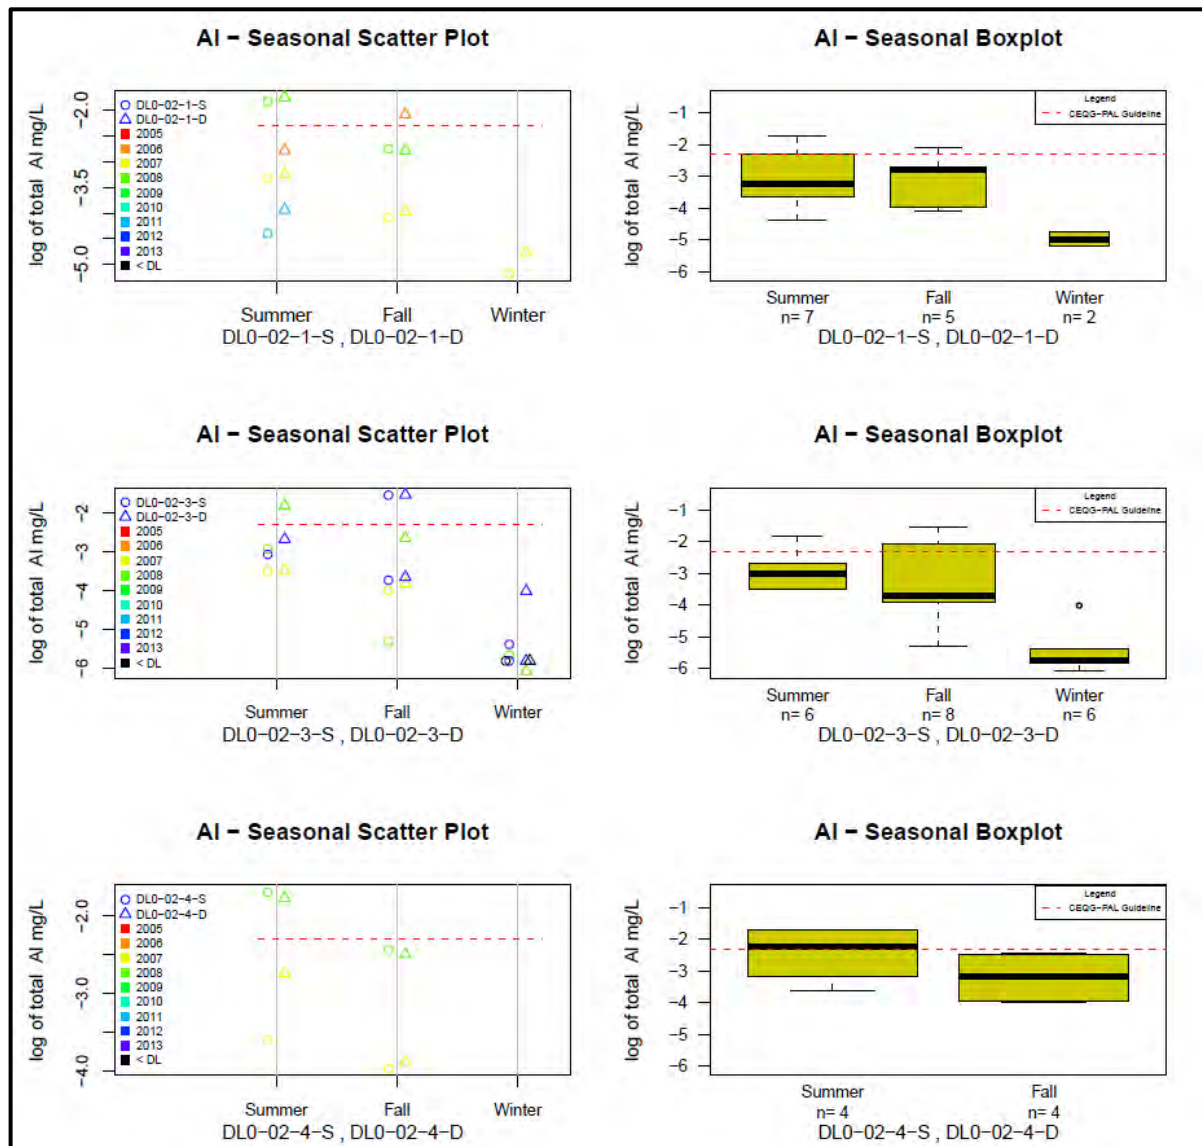 Al − Seasonal Scatter Plot
log of total Al mg/L
−2.0
−3.5
−5.0
DL0−02−1−S
DL0−02−1−D
2005
2006
2007
2008
2009
2010
2011
2012
2013
< DL
Summer Fall Winter
DL0−02−1−S , DL0−02−1−D
Al − Seasonal Boxplot
log of total Al mg/L
−1
−2
−3
−4
−5
−6
Legend
CEQG−PAL Guideline
Summer Fall Winter
n= 7 n= 5 n= 2
DL0−02−1−S , DL0−02−1−D
Al − Seasonal Scatter Plot
log of total Al mg/L
−2
−3
−4
−5
−6
DL0−02−3−S
DL0−02−3−D
2005
2006
2007
2008
2009
2010
2011
2012
2013
< DL
Summer Fall Winter
DL0−02−3−S , DL0−02−3−D
Al − Seasonal Boxplot
log of total Al mg/L
−1
−2
−3
−4
−5
−6
Legend
CEQG−PAL Guideline
Summer Fall Winter
n= 6 n= 8 n= 6
DL0−02−3−S , DL0−02−3−D
Al − Seasonal Scatter Plot
log of total Al mg/L
−2.0
−3.0
−4.0
DL0−02−4−S
DL0−02−4−D
2005
2006
2007
2008
2009
2010
2011
2012
2013
< DL
Summer Fall Winter
DL0−02−4−S , DL0−02−4−D
Al − Seasonal Boxplot
log of total Al mg/L
−1
−2
−3
−4
−5
−6
Legend
CEQG−PAL Guideline
Summer Fall
n= 4 n= 4
DL0−02−4−S , DL0−02−4−D